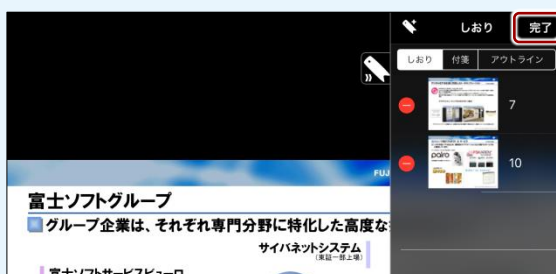 しおり
完了
しおり
付箋
アウトライン
7
pairo
10
FUJ
富士ソフトグループ
グループ企業は、それぞれ専門分野に特化した高度な
サイバネットシステム
(東証一部上場)
富士ソフトサービスビューロ